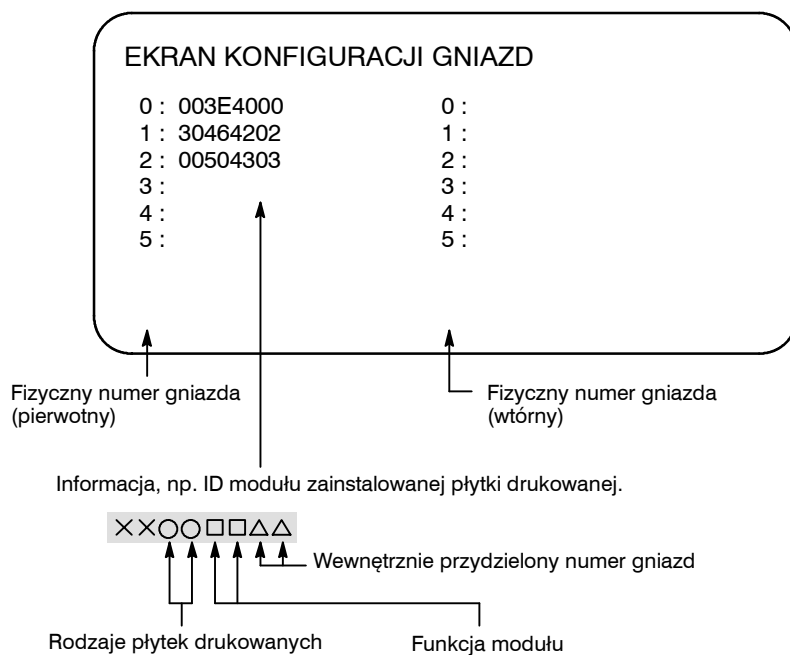 EKRAN KONFIGURACJI GNIAZD
0 : 003E4000 0 :
1 : 30464202 1 :
2 : 00504303 2 :
3 : 3 :
4 : 4 :
5 : 5 :
Fizyczny numer gniazda
(pierwotny)
Fizyczny numer gniazda
(wtórny)
Informacja, np. ID modułu zainstalowanej płytki drukowanej.
××○○□□△△
Wewnętrznie przydzielony numer gniazd
Rodzaje płytek drukowanych
Funkcja modułu